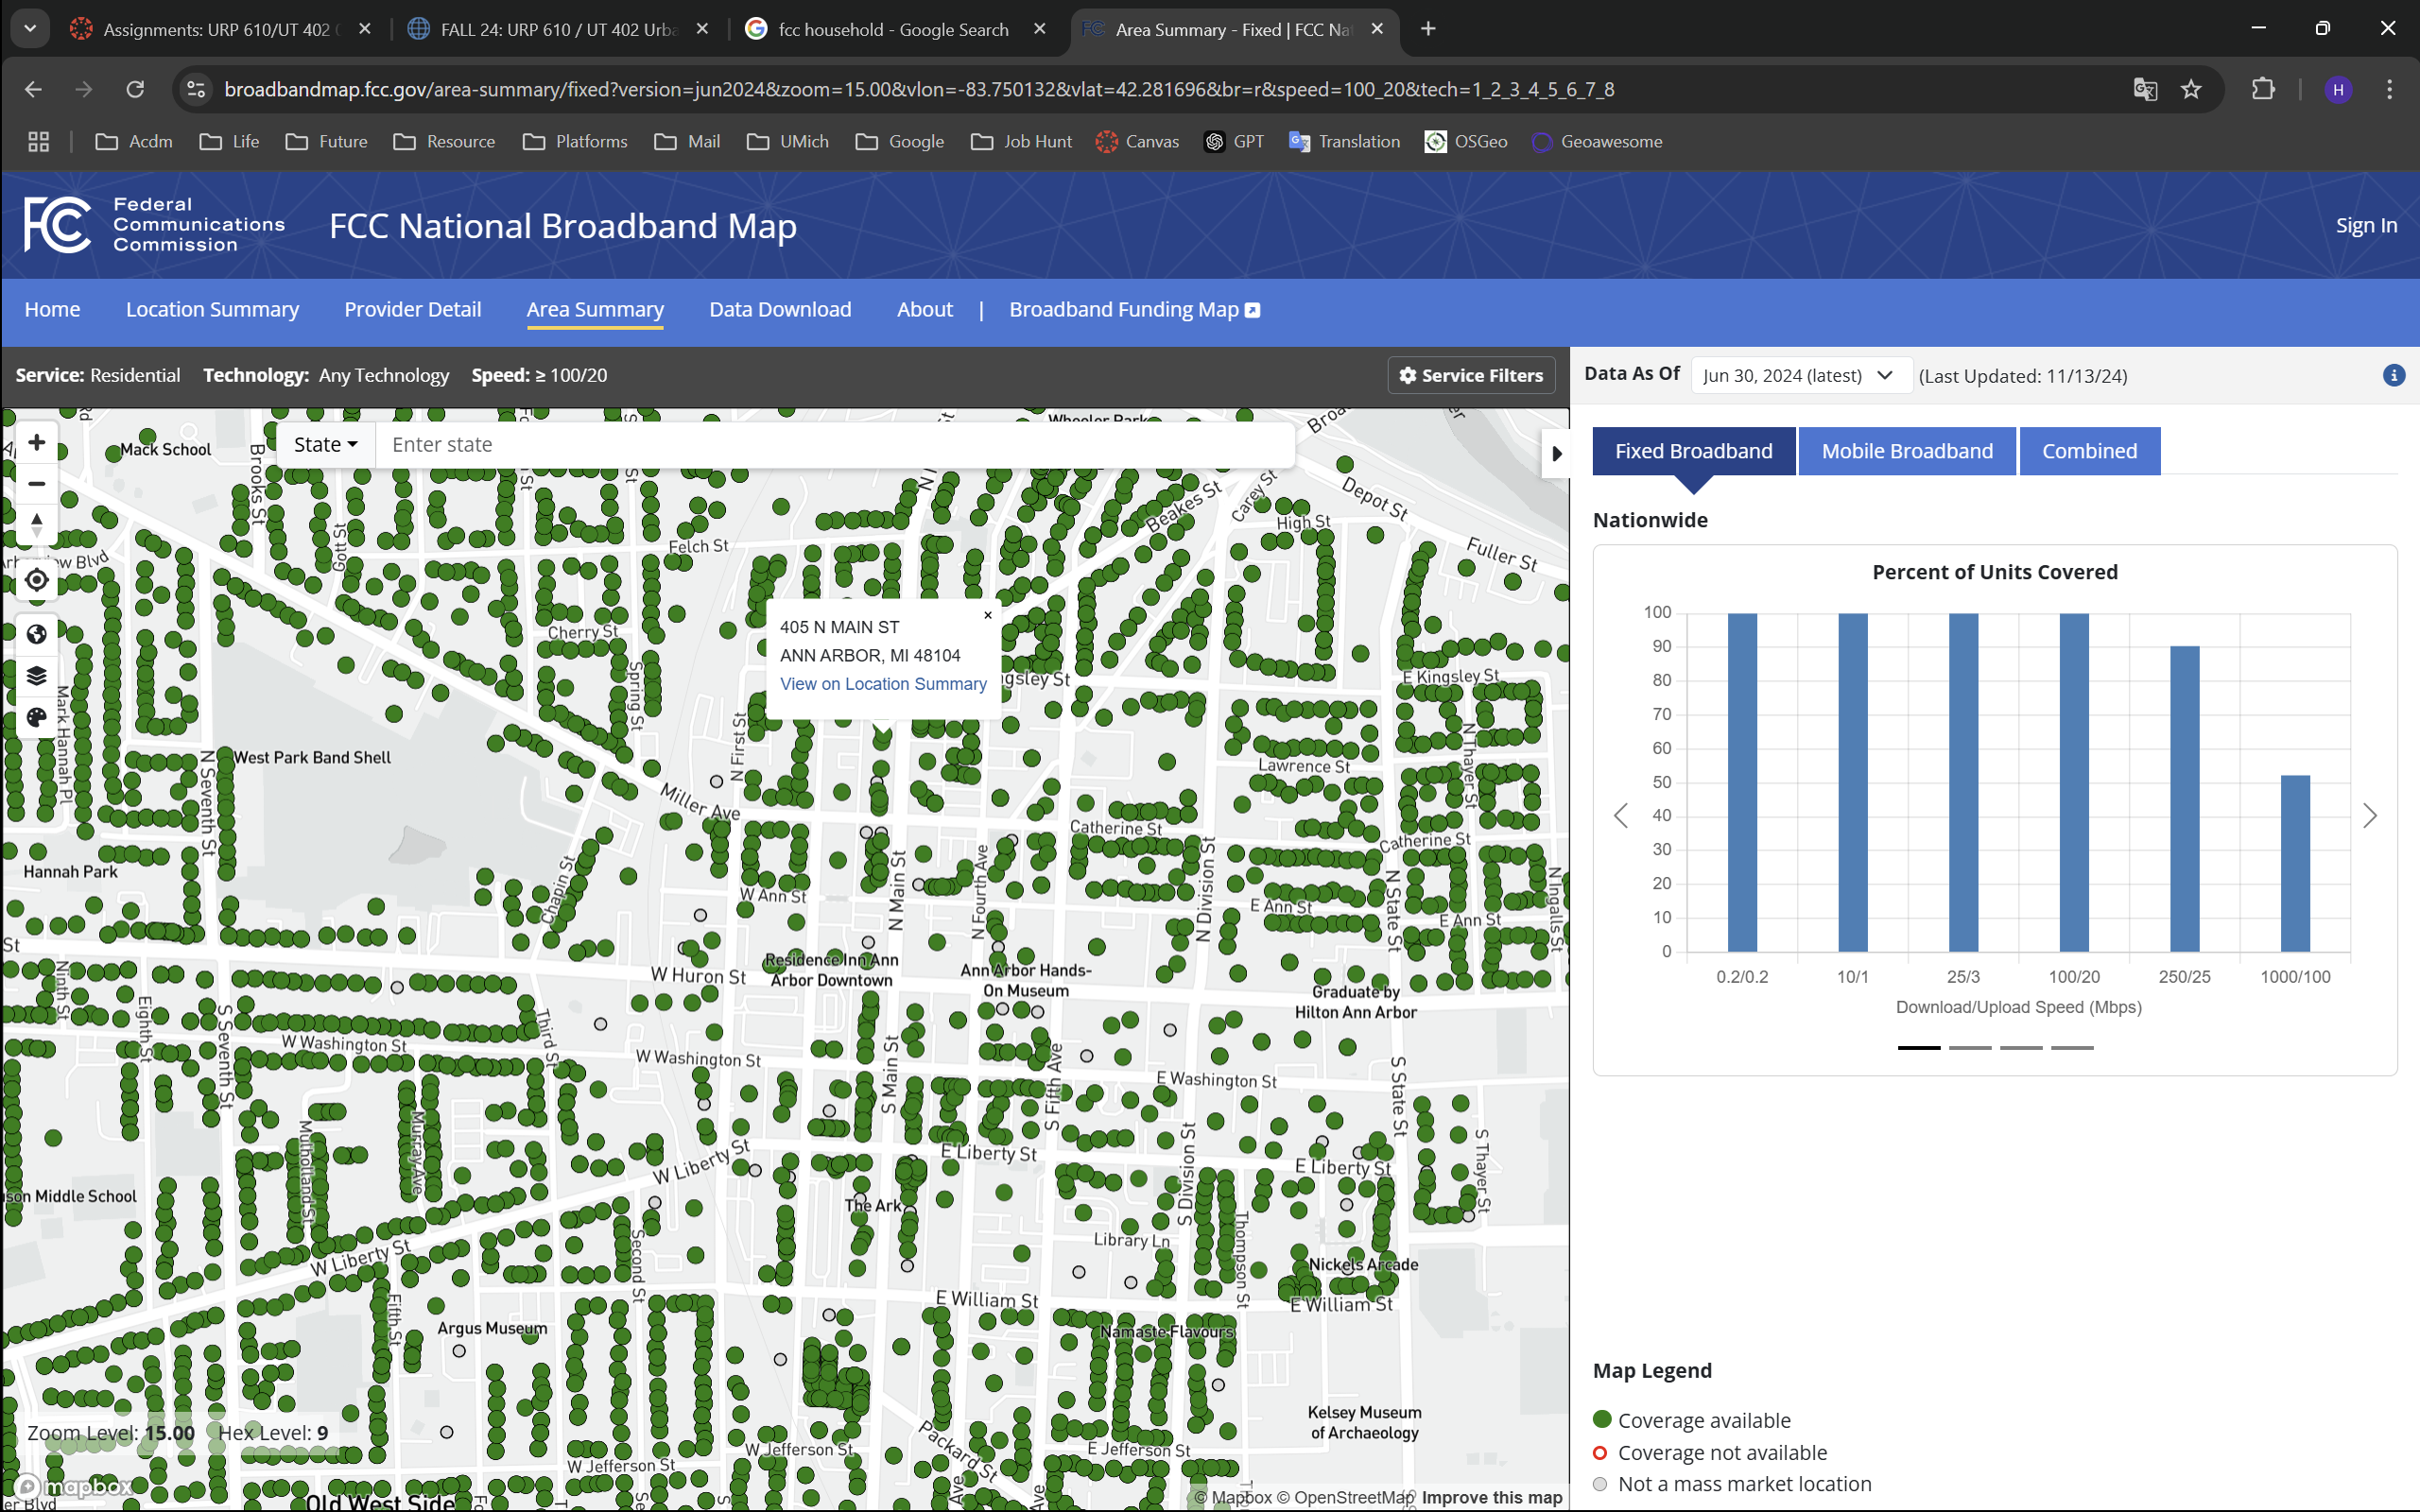 Assignments: URP 610/UT 402
FALL 24: URP 610 / UT 402 Urba
fcc household - Google Search
Area Summary - Fixed | FCC Na
broadbandmap.fcc.gov/area-summary/fixed?version=jun2024&zoom=15.00&vlon=-83.750132&vlat=42.281696&br=r&speed=100_20&tech=1_2_3_4_5_6_7_8
H
Acdm
Life
Future
Resource
Platforms
Mail
UMich
Google
Job Hunt
Canvas
GPT
Translation
OSGeo
Geoawesome
FCC
Federal
Communications
Commission
FCC National Broadband Map
Sign In
Home
Location Summary
Provider Detail
Area Summary
Data Download
About
|
Broadband Funding Map
Service: Residential
Technology: Any Technology
Speed: ≥ 100/20
Service Filters
Data As Of
Jun 30, 2024 (latest)
(Last Updated: 11/13/24)
State
Enter state
Mack School
Wheeler Park
Brooks St
Gott St
Felch St
Beakes St
Carey St
High St
Depot St
Fuller St
Cherry St
Spring St
405 N MAIN ST
ANN ARBOR, MI 48104
View on Location Summary
E Kingsley St
Mark Hannah Pl
West Park Band Shell
N Seventh St
N First St
Miller Ave
Lawrence St
N Thayer St
Catherine St
Catherine St
Hannah Park
Chapin St
W Ann St
N Main St
N Fourth Ave
N Division St
E Ann St
N State St
E Ann St
N Ingalls St
Residence Inn Ann
Arbor Downtown
Ann Arbor Hands-
On Museum
Graduate by
Hilton Ann Arbor
W Huron St
Ninth St
Eighth St
S Seventh St
W Washington St
Third St
W Washington St
S Main St
S Fifth Ave
E Washington St
S State St
S Thayer St
Mulholland St
Murray Ave
W Liberty St
E Liberty St
S Division St
E Liberty St
son Middle School
The Ark
Library Ln
Thompson St
Nickels Arcade
W Liberty St
Second St
Fifth St
E William St
E William St
Argus Museum
Namaste Flavours
Kelsey Museum
of Archaeology
Packard St
W Jefferson St
W Jefferson St
E Jefferson St
Old West Side
Zoom Level: 15.00
Hex Level: 9
mapbox
© Mapbox © OpenStreetMap Improve this map
Fixed Broadband
Mobile Broadband
Combined
Nationwide
Percent of Units Covered
100
90
80
70
60
50
40
30
20
10
0
0.2/0.2
10/1
25/3
100/20
250/25
1000/100
Download/Upload Speed (Mbps)
Map Legend
Coverage available
Coverage not available
Not a mass market location